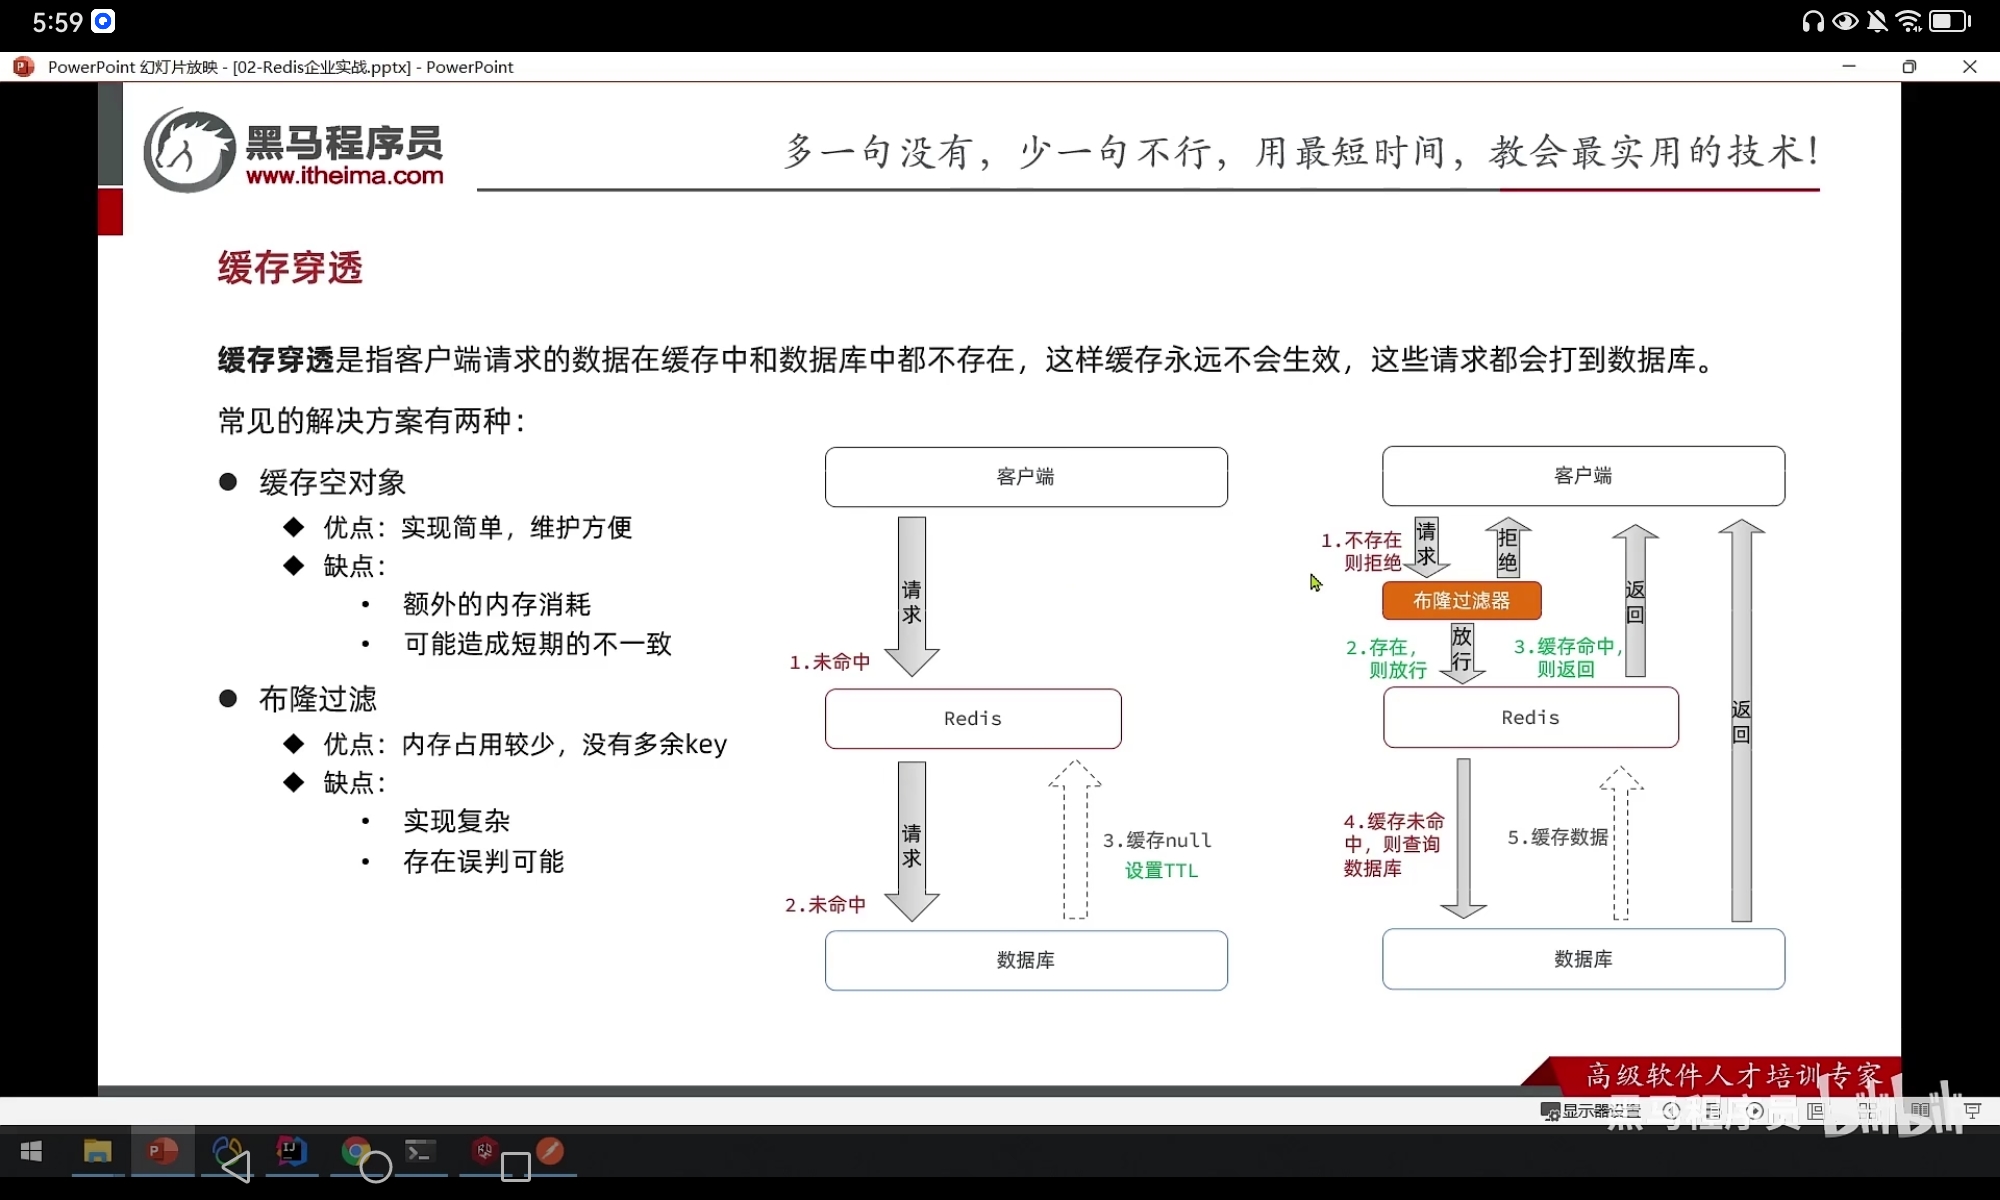 5:59
PowerPoint 幻灯片放映 - [02-Redis企业实战.pptx] - PowerPoint
黑马程序员
www.itheima.com
多一句没有，少一句不行，用最短时间，教会最实用的技术！
缓存穿透
缓存穿透是指客户端请求的数据在缓存中和数据库中都不存在，这样缓存永远不会生效，这些请求都会打到数据库。
常见的解决方案有两种：
缓存空对象
优点：实现简单，维护方便
缺点：
额外的内存消耗
可能造成短期的不一致
布隆过滤
优点：内存占用较少，没有多余key
缺点：
实现复杂
存在误判可能
客户端
请求
1.未命中
Redis
请求
2.未命中
3.缓存null
设置TTL
数据库
客户端
1.不存在
则拒绝
请求
拒绝
布隆过滤器
2.存在，
则放行
放行
3.缓存命中，
则返回
返回
返回
Redis
4.缓存未命
中，则查询
数据库
5.缓存数据
数据库
高级软件人才培训专家
显示器设置
黑马程序员 bilibili